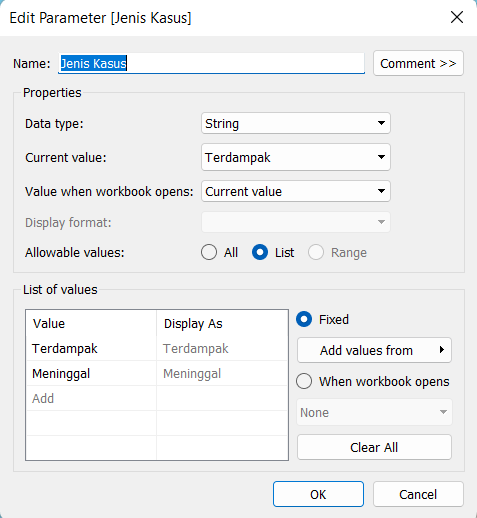 Edit Parameter [Jenis Kasus]
Name: Jenis Kasus Comment >>
Properties
Data type: String
Current value: Terdampak
Value when workbook opens: Current value
Display format:
Allowable values: All List Range
List of values
Value Display As
Terdampak Terdampak
Meninggal Meninggal
Add
Fixed
Add values from
When workbook opens
None
Clear All
OK Cancel